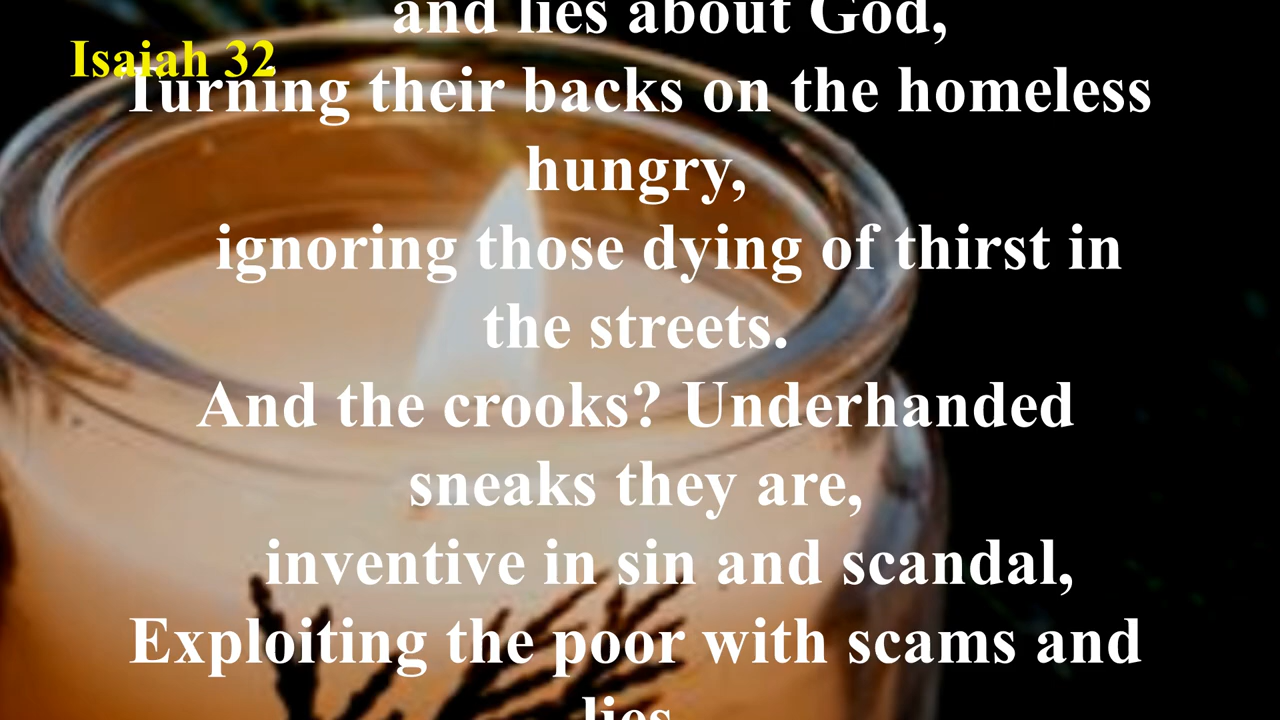 and lies about God,
Isaiah 32
Turning their backs on the homeless
hungry,
ignoring those dying of thirst in
the streets.
And the crooks? Underhanded
sneaks they are,
inventive in sin and scandal,
Exploiting the poor with scams and
lies,